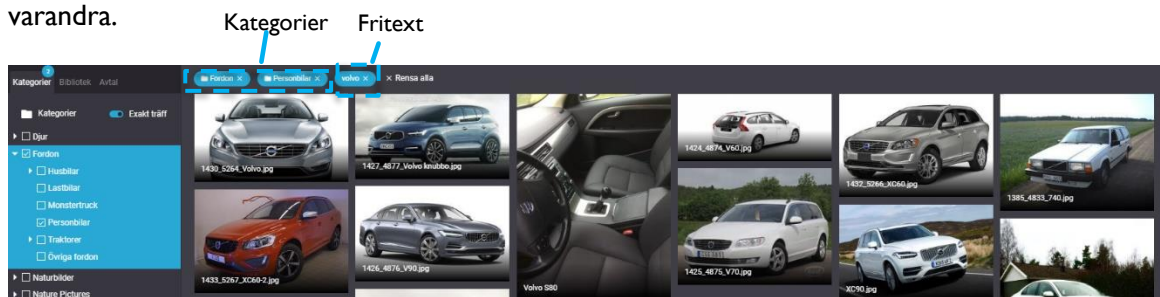 varandra.
Kategorier Fritext
Kategorier 2 Bibliotek Avtal Fordon × Personbilar × volvo × × Rensa alla
Kategorier Exakt träff
Djur
Fordon
Husbilar
Lastbilar
Monstertruck
Personbilar
Traktorer
Övriga fordon
Naturbilder
Nature Pictures
1430_5264_Volvo.jpg
1427_4877_Volvo knubbo.jpg
1424_4874_V60.jpg
1432_5266_XC60.jpg
1385_4833_740.jpg
1433_5267_XC60-2.jpg
1426_4876_V90.jpg
Volvo S80
1425_4875_V70.jpg
XC90.jpg